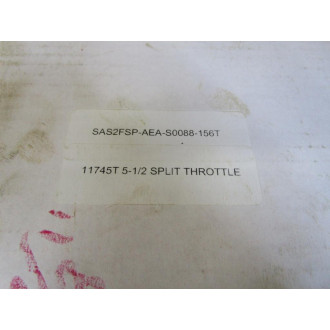 SAS2FSP-AEA-S0088-156T
11745T 5-1/2 SPLIT THROTTLE